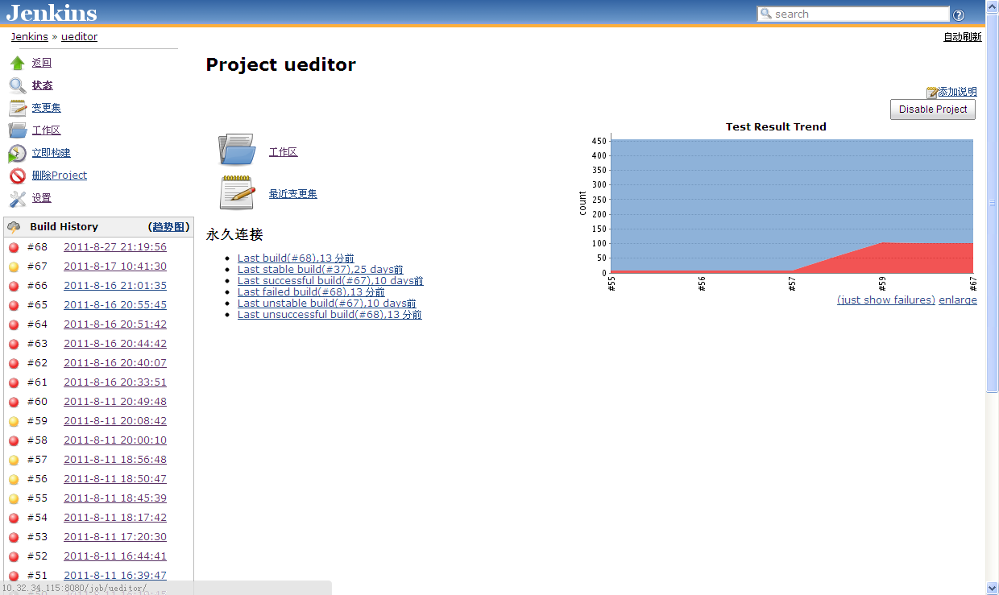 Jenkins
search
Jenkins » ueditor
自动刷新
返回
状态
变更集
工作区
立即构建
删除Project
设置
Build History (趋势图)
#68 2011-8-27 21:19:56
#67 2011-8-17 10:41:30
#66 2011-8-16 21:01:35
#65 2011-8-16 20:55:45
#64 2011-8-16 20:51:42
#63 2011-8-16 20:44:42
#62 2011-8-16 20:40:07
#61 2011-8-16 20:33:51
#60 2011-8-11 20:49:48
#59 2011-8-11 20:08:42
#58 2011-8-11 20:00:10
#57 2011-8-11 18:56:48
#56 2011-8-11 18:50:47
#55 2011-8-11 18:45:39
#54 2011-8-11 18:17:42
#53 2011-8-11 17:20:30
#52 2011-8-11 16:44:41
#51 2011-8-11 16:39:47
10.32.34.115:8080/job/ueditor/
Project ueditor
添加说明
Disable Project
工作区
最近变更集
永久连接
Last build(#68),13 分前
Last stable build(#37),25 days前
Last successful build(#67),10 days前
Last failed build(#68),13 分前
Last unstable build(#67),10 days前
Last unsuccessful build(#68),13 分前
Test Result Trend
count
450
400
350
300
250
200
150
100
50
0
#55
#56
#57
#59
#67
(just show failures) enlarge